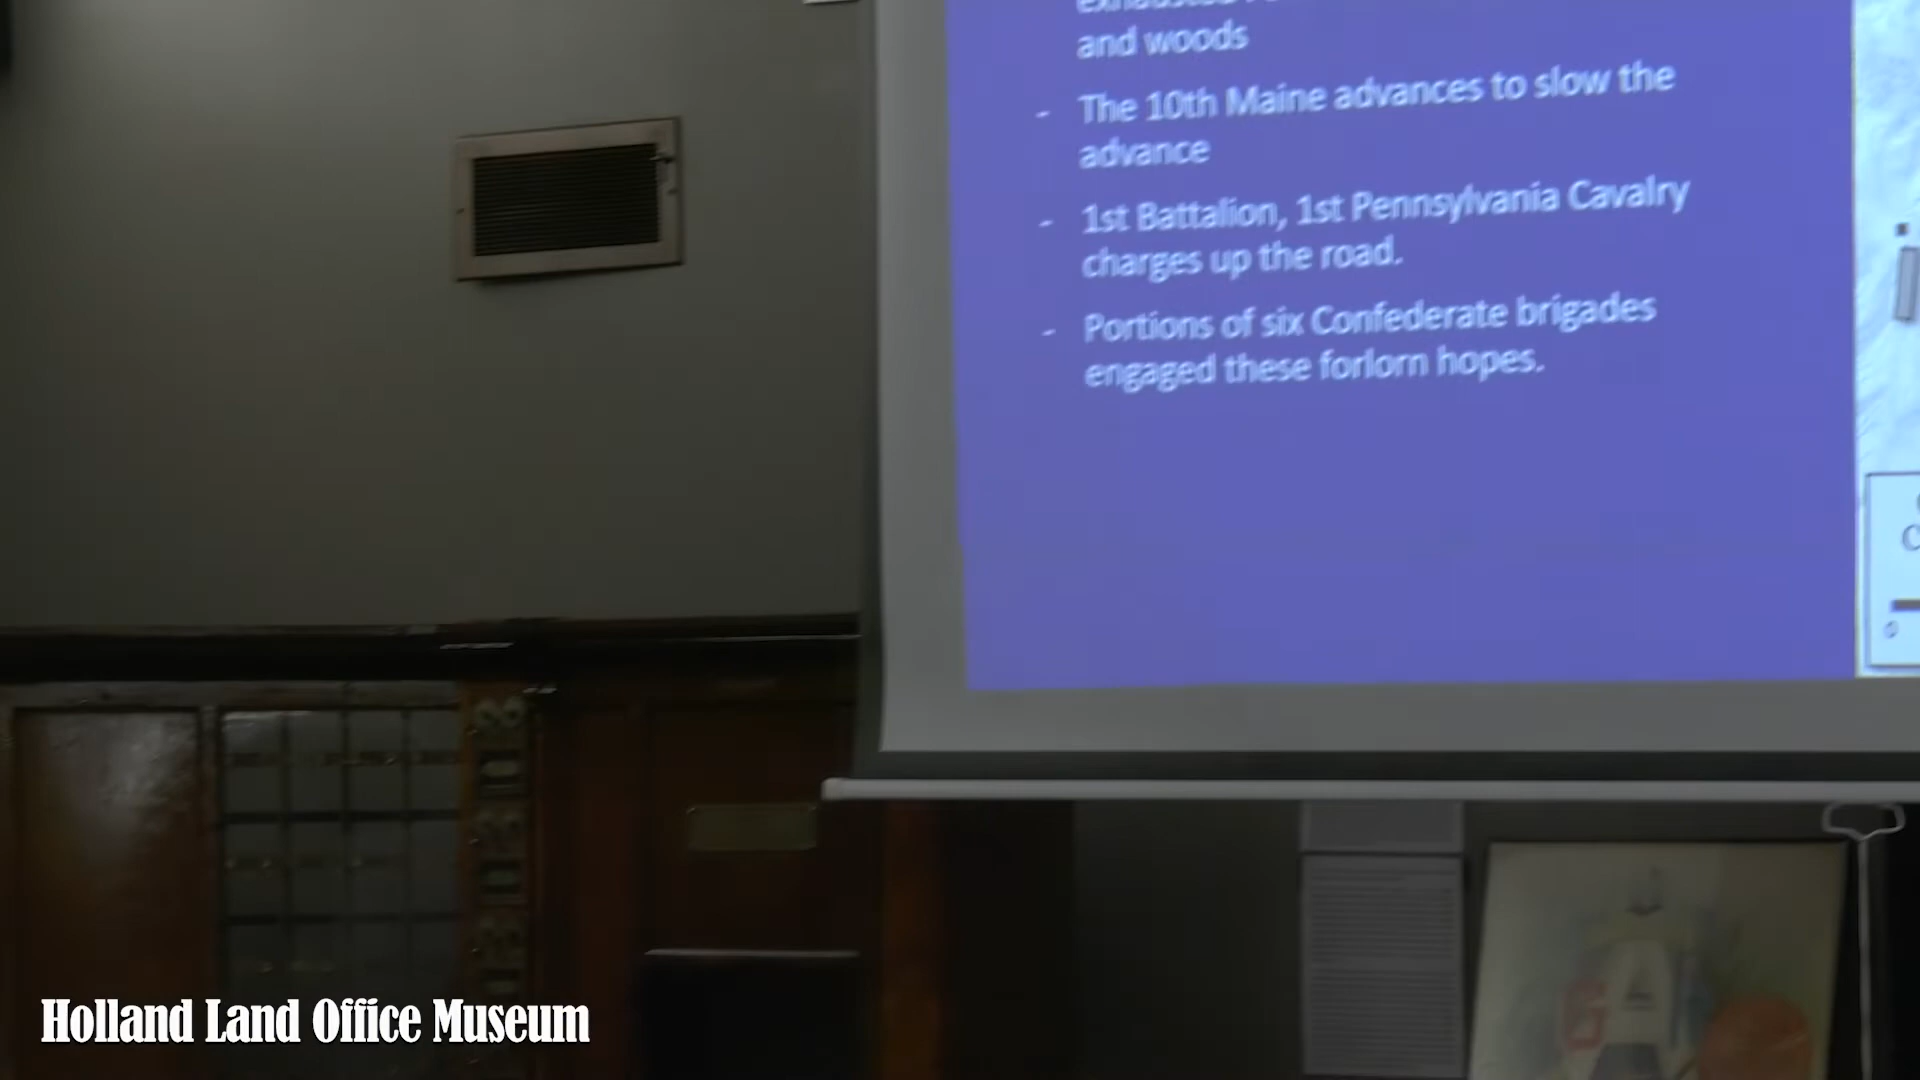 and woods
- The 10th Maine advances to slow the
advance
- 1st Battalion, 1st Pennsylvania Cavalry
charges up the road.
- Portions of six Confederate brigades
engaged these forlorn hopes.
0
Holland Land Office Museum